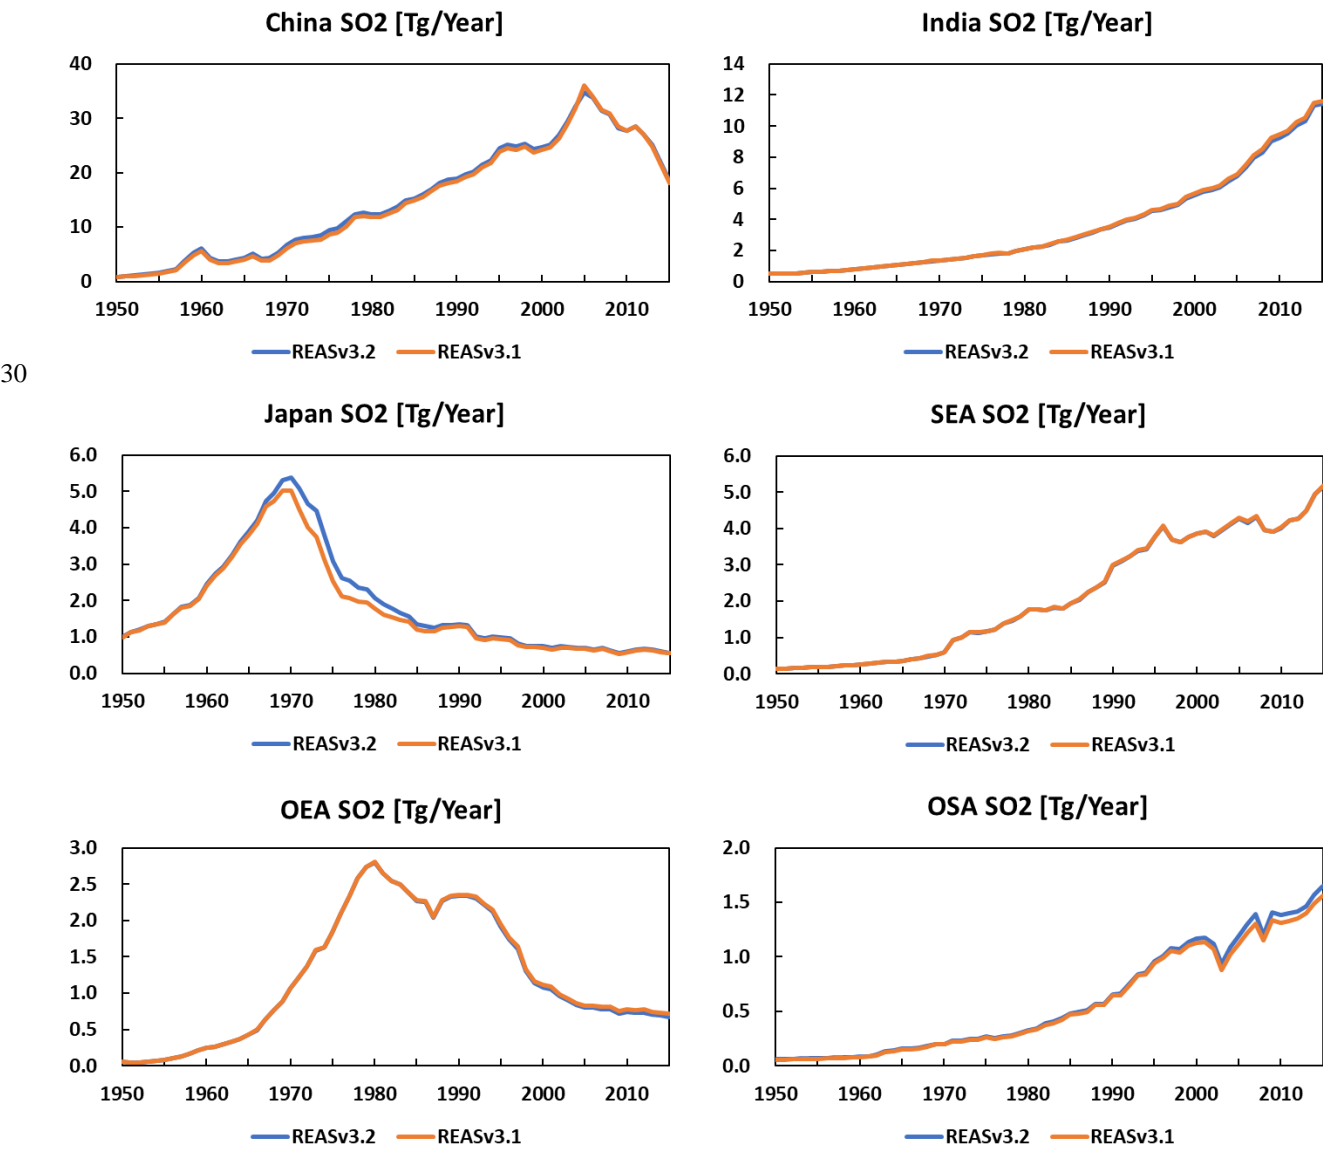 China SO2 [Tg/Year]
40
30
20
10
0
1950 1960 1970 1980 1990 2000 2010
REASv3.2 REASv3.1
India SO2 [Tg/Year]
14
12
10
8
6
4
2
0
1950 1960 1970 1980 1990 2000 2010
REASv3.2 REASv3.1
30
Japan SO2 [Tg/Year]
6.0
5.0
4.0
3.0
2.0
1.0
0.0
1950 1960 1970 1980 1990 2000 2010
REASv3.2 REASv3.1
SEA SO2 [Tg/Year]
6.0
5.0
4.0
3.0
2.0
1.0
0.0
1950 1960 1970 1980 1990 2000 2010
REASv3.2 REASv3.1
OEA SO2 [Tg/Year]
3.0
2.5
2.0
1.5
1.0
0.5
0.0
1950 1960 1970 1980 1990 2000 2010
REASv3.2 REASv3.1
OSA SO2 [Tg/Year]
2.0
1.5
1.0
0.5
0.0
1950 1960 1970 1980 1990 2000 2010
REASv3.2 REASv3.1